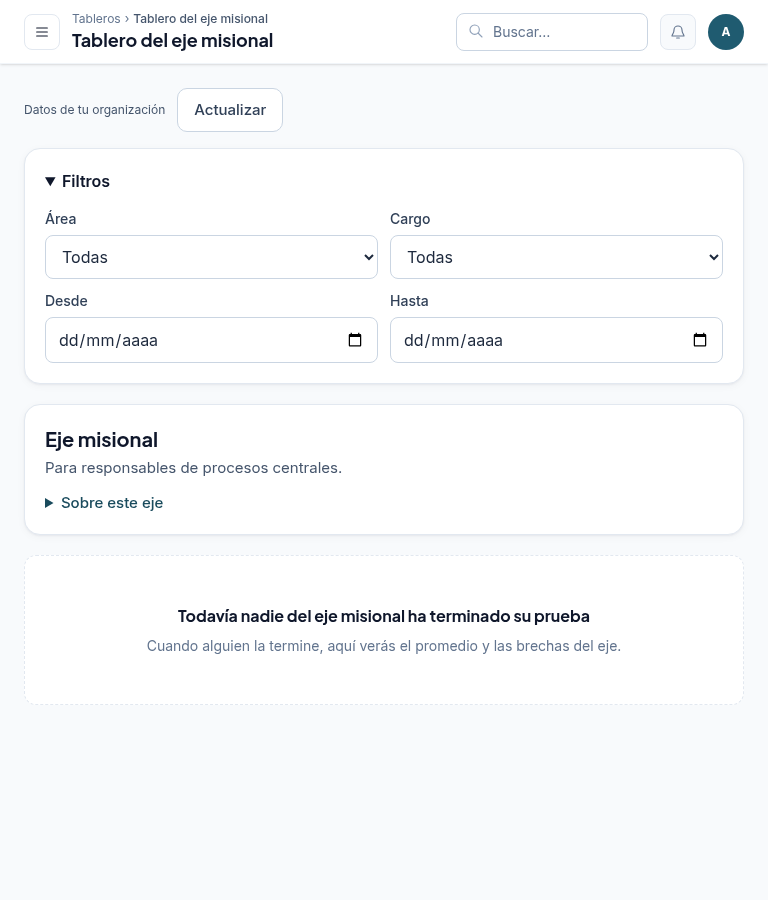 Tableros › Tablero del eje misional
Tablero del eje misional
Buscar...
A
Datos de tu organización
Actualizar
Filtros
Área
Cargo
Todas
Todas
Desde
Hasta
dd/mm/aaaa
dd/mm/aaaa
Eje misional
Para responsables de procesos centrales.
Sobre este eje
Todavía nadie del eje misional ha terminado su prueba
Cuando alguien la termine, aquí verás el promedio y las brechas del eje.